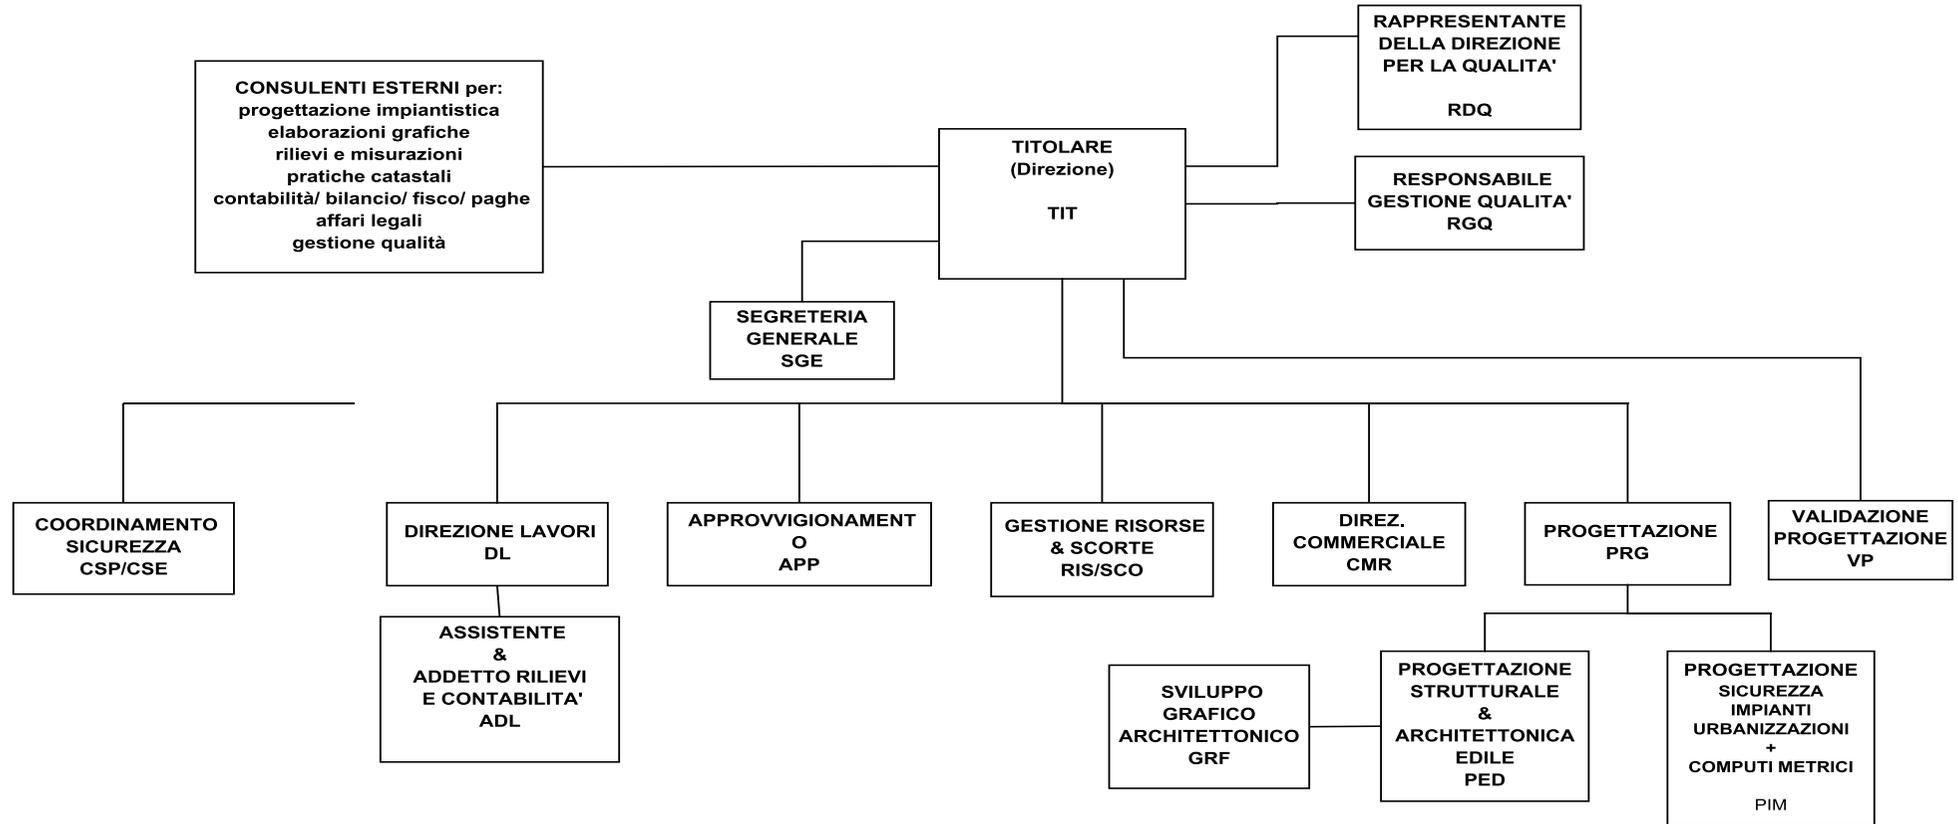 RAPPRESENTANTE
DELLA DIREZIONE
PER LA QUALITA'
RDQ
CONSULENTI ESTERNI per:
progettazione impiantistica
elaborazioni grafiche
rilievi e misurazioni
pratiche catastali
contabilità/ bilancio/ fisco/ paghe
affari legali
gestione qualità
TITOLARE
(Direzione)
TIT
RESPONSABILE
GESTIONE QUALITA'
RGQ
SEGRETERIA
GENERALE
SGE
COORDINAMENTO
SICUREZZA
CSP/CSE
DIREZIONE LAVORI
DL
APPROVVIGIONAMENT
O
APP
GESTIONE RISORSE
& SCORTE
RIS/SCO
DIREZ.
COMMERCIALE
CMR
PROGETTAZIONE
PRG
VALIDAZIONE
PROGETTAZIONE
VP
ASSISTENTE
&
ADDETTO RILIEVI
E CONTABILITA'
ADL
SVILUPPO
GRAFICO
ARCHITETTONICO
GRF
PROGETTAZIONE
STRUTTURALE
&
ARCHITETTONICA
EDILE
PED
PROGETTAZIONE
SICUREZZA
IMPIANTI
URBANIZZAZIONI
+
COMPUTI METRICI
PIM